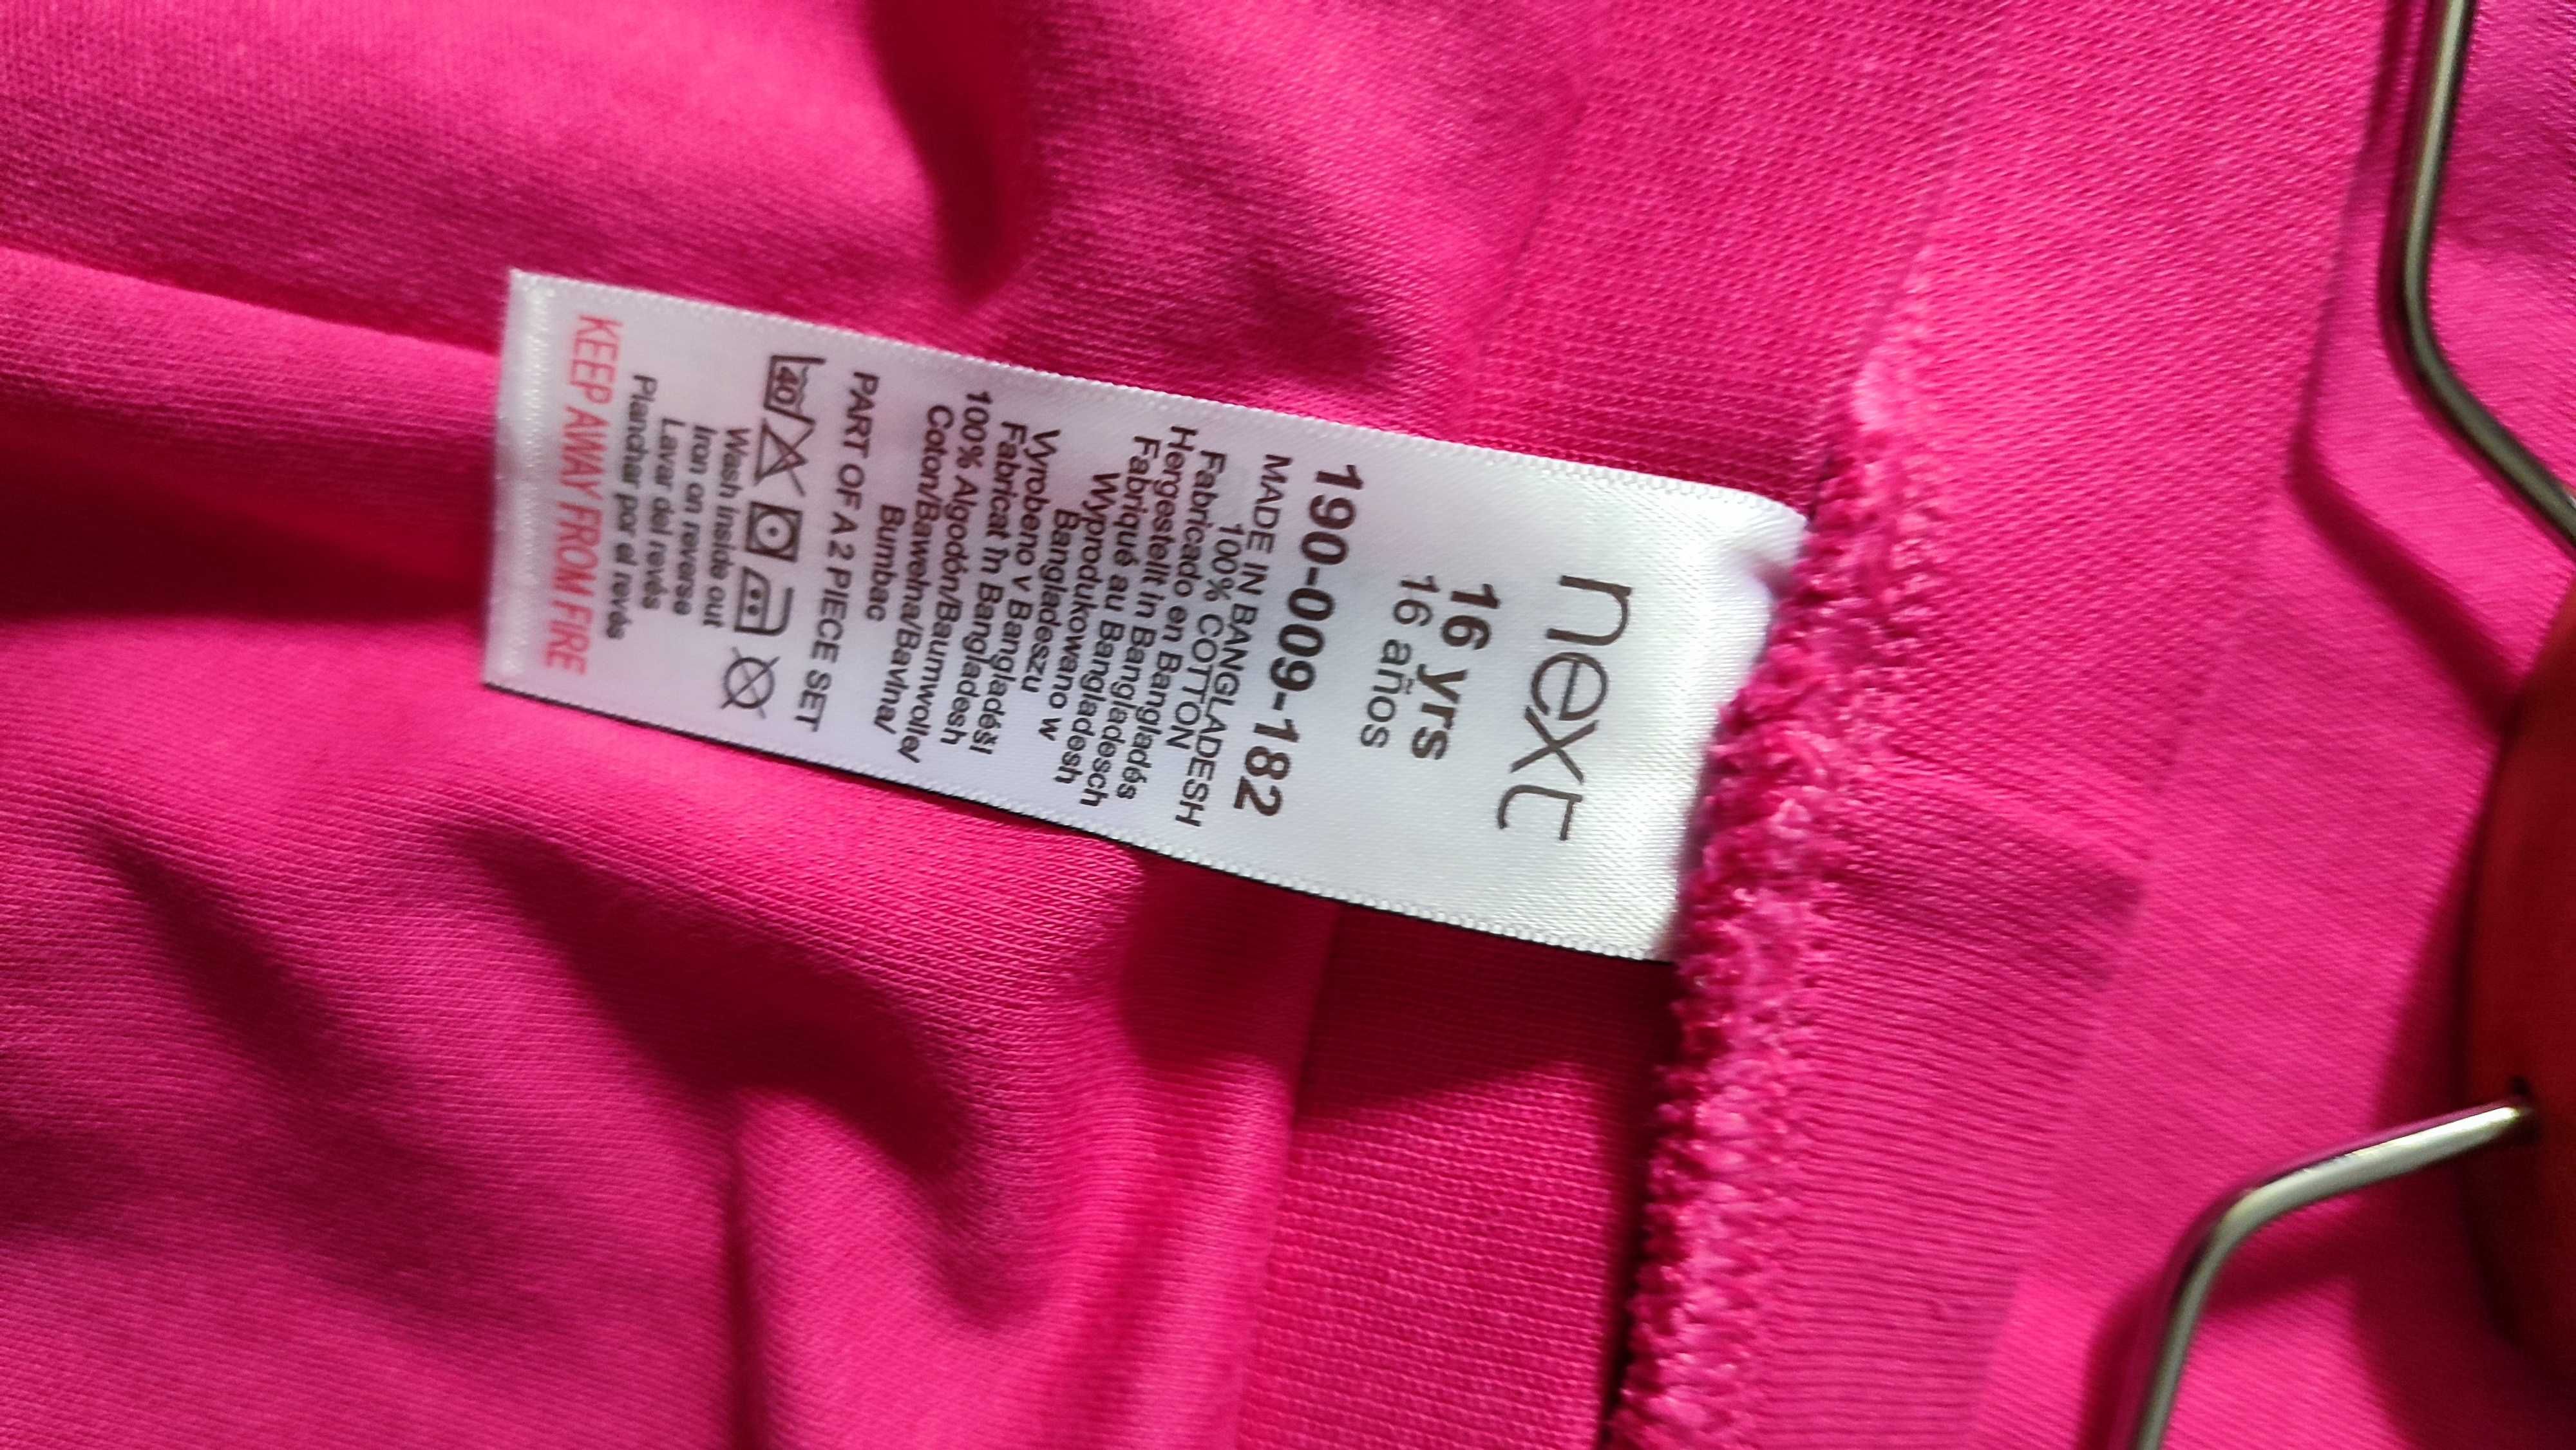 next
16 yrs
16 años
190-009-182
MADE IN BANGLADESH
100% COTTON
Fabricado en Bangladés
Hergestellt in Bangladesch
Fabriqué au Bangladesh
Wyprodukowano w
Bangladeszu
Vyrobeno v Bangladéši
Fabricat în Bangladesh
100% Algodón/Baumwolle/
Coton/Bawełna/Bavlna/
Bumbac
PART OF A 2 PIECE SET
40
Wash inside out
Iron on reverse
Lavar del revés
Planchar por el revés
KEEP AWAY FROM FIRE